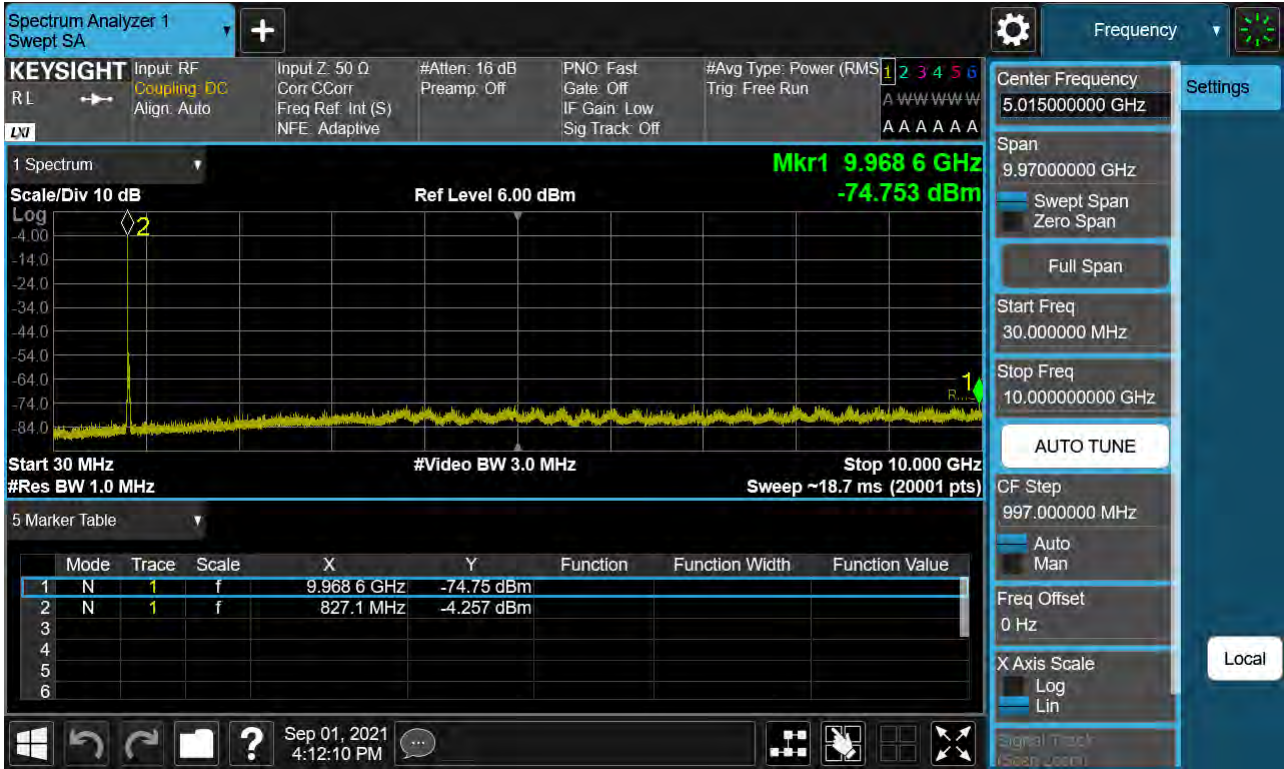 Spectrum Analyzer 1
Swept SA
Frequency
KEYSIGHT
RL
LXI
Input: RF
Coupling: DC
Align: Auto
Input Z: 50 Ω
Corr CCorr
Freq Ref: Int (S)
NFE: Adaptive
#Atten: 16 dB
Preamp: Off
PNO: Fast
Gate: Off
IF Gain: Low
Sig Track: Off
#Avg Type: Power (RMS
Trig: Free Run
1 2 3 4 5 6
A W W W W W
A A A A A A
1 Spectrum
Mkr1 9.968 6 GHz
Scale/Div 10 dB
Ref Level 6.00 dBm
-74.753 dBm
Log
2
-4.00
-14.0
-24.0
-34.0
-44.0
-54.0
-64.0
1
-74.0
-84.0
Start 30 MHz
#Video BW 3.0 MHz
Stop 10.000 GHz
#Res BW 1.0 MHz
Sweep ~18.7 ms (20001 pts)
5 Marker Table
Mode Trace Scale X Y Function Function Width Function Value
1 N 1 f 9.968 6 GHz -74.75 dBm
2 N 1 f 827.1 MHz -4.257 dBm
3
4
5
6
Center Frequency
5.015000000 GHz
Span
9.97000000 GHz
Swept Span
Zero Span
Full Span
Start Freq
30.000000 MHz
Stop Freq
10.000000000 GHz
AUTO TUNE
CF Step
997.000000 MHz
Auto
Man
Freq Offset
0 Hz
X Axis Scale
Log
Lin
Signal Track
(Span Zoom)
Settings
Local
?
Sep 01, 2021
4:12:10 PM